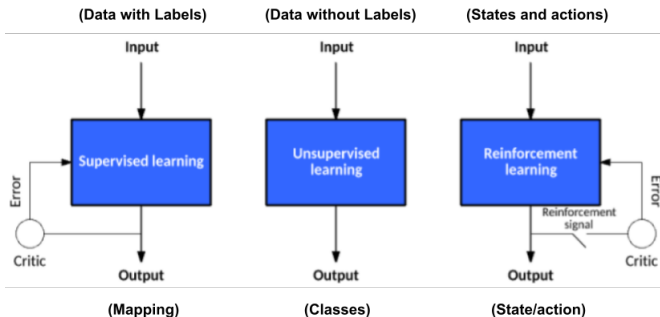 (Data with Labels)
(Data without Labels)
(States and actions)
Input
Input
Input
Supervised learning
Unsupervised
learning
Reinforcement
learning
Error
Error
Reinforcement
signal
Critic
Critic
Output
Output
Output
(Mapping)
(Classes)
(State/action)